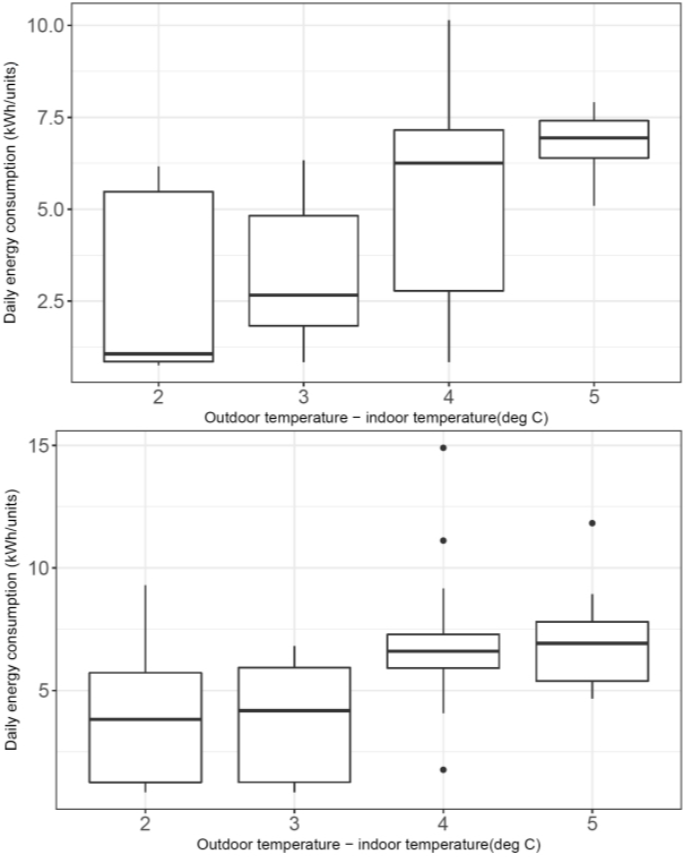 Daily energy consumption (kWh/units)
10.0
7.5
5.0
2.5
2 3 4 5
Outdoor temperature − indoor temperature(deg C)
Daily energy consumption (kWh/units)
15
10
5
2 3 4 5
Outdoor temperature − indoor temperature(deg C)